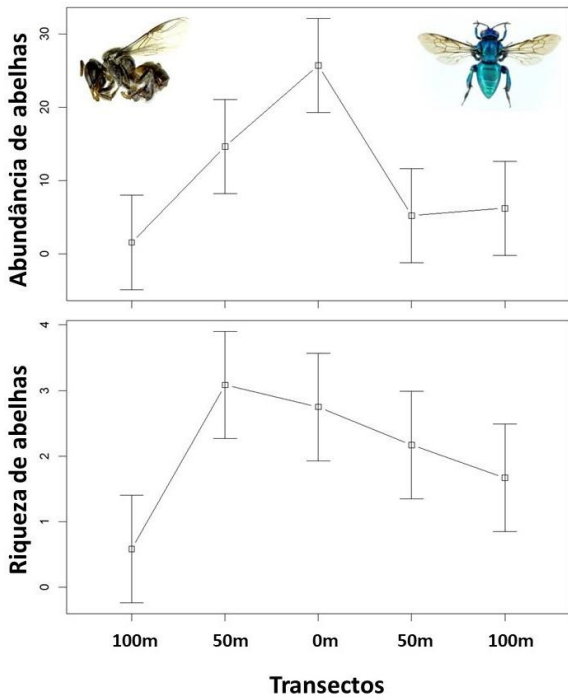 Abundância de abelhas
30
20
10
0
Riqueza de abelhas
4
3
2
1
0
100m 50m 0m 50m 100m
Transectos